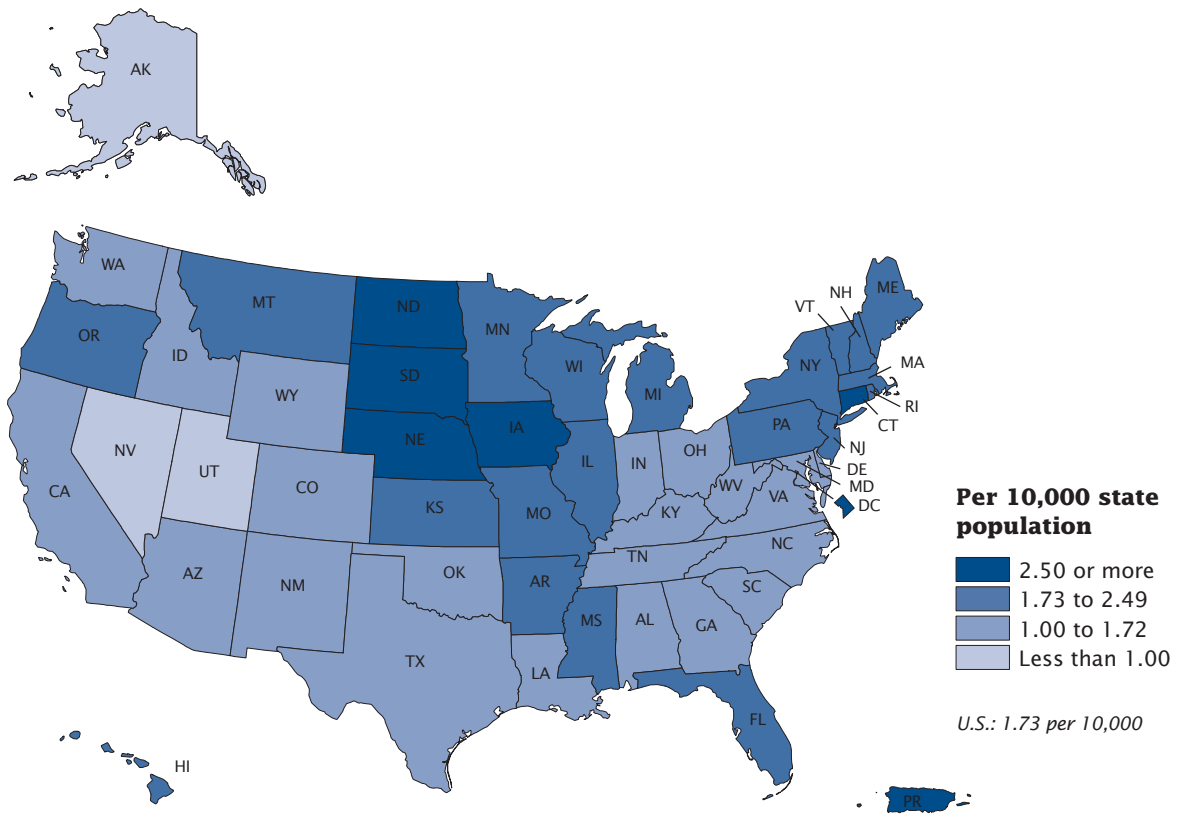 AK
WA
MT
ND
MN
ME
NH
VT
OR
ID
SD
WI
NY
MA
WY
MI
RI
CT
NE
IA
PA
NJ
NV
UT
CO
IL
IN
OH
DE
MD
DC
CA
KS
MO
WV
VA
KY
NC
TN
AZ
NM
OK
AR
SC
MS
AL
GA
TX
LA
FL
HI
PR
Per 10,000 state
population
2.50 or more
1.73 to 2.49
1.00 to 1.72
Less than 1.00
U.S.: 1.73 per 10,000